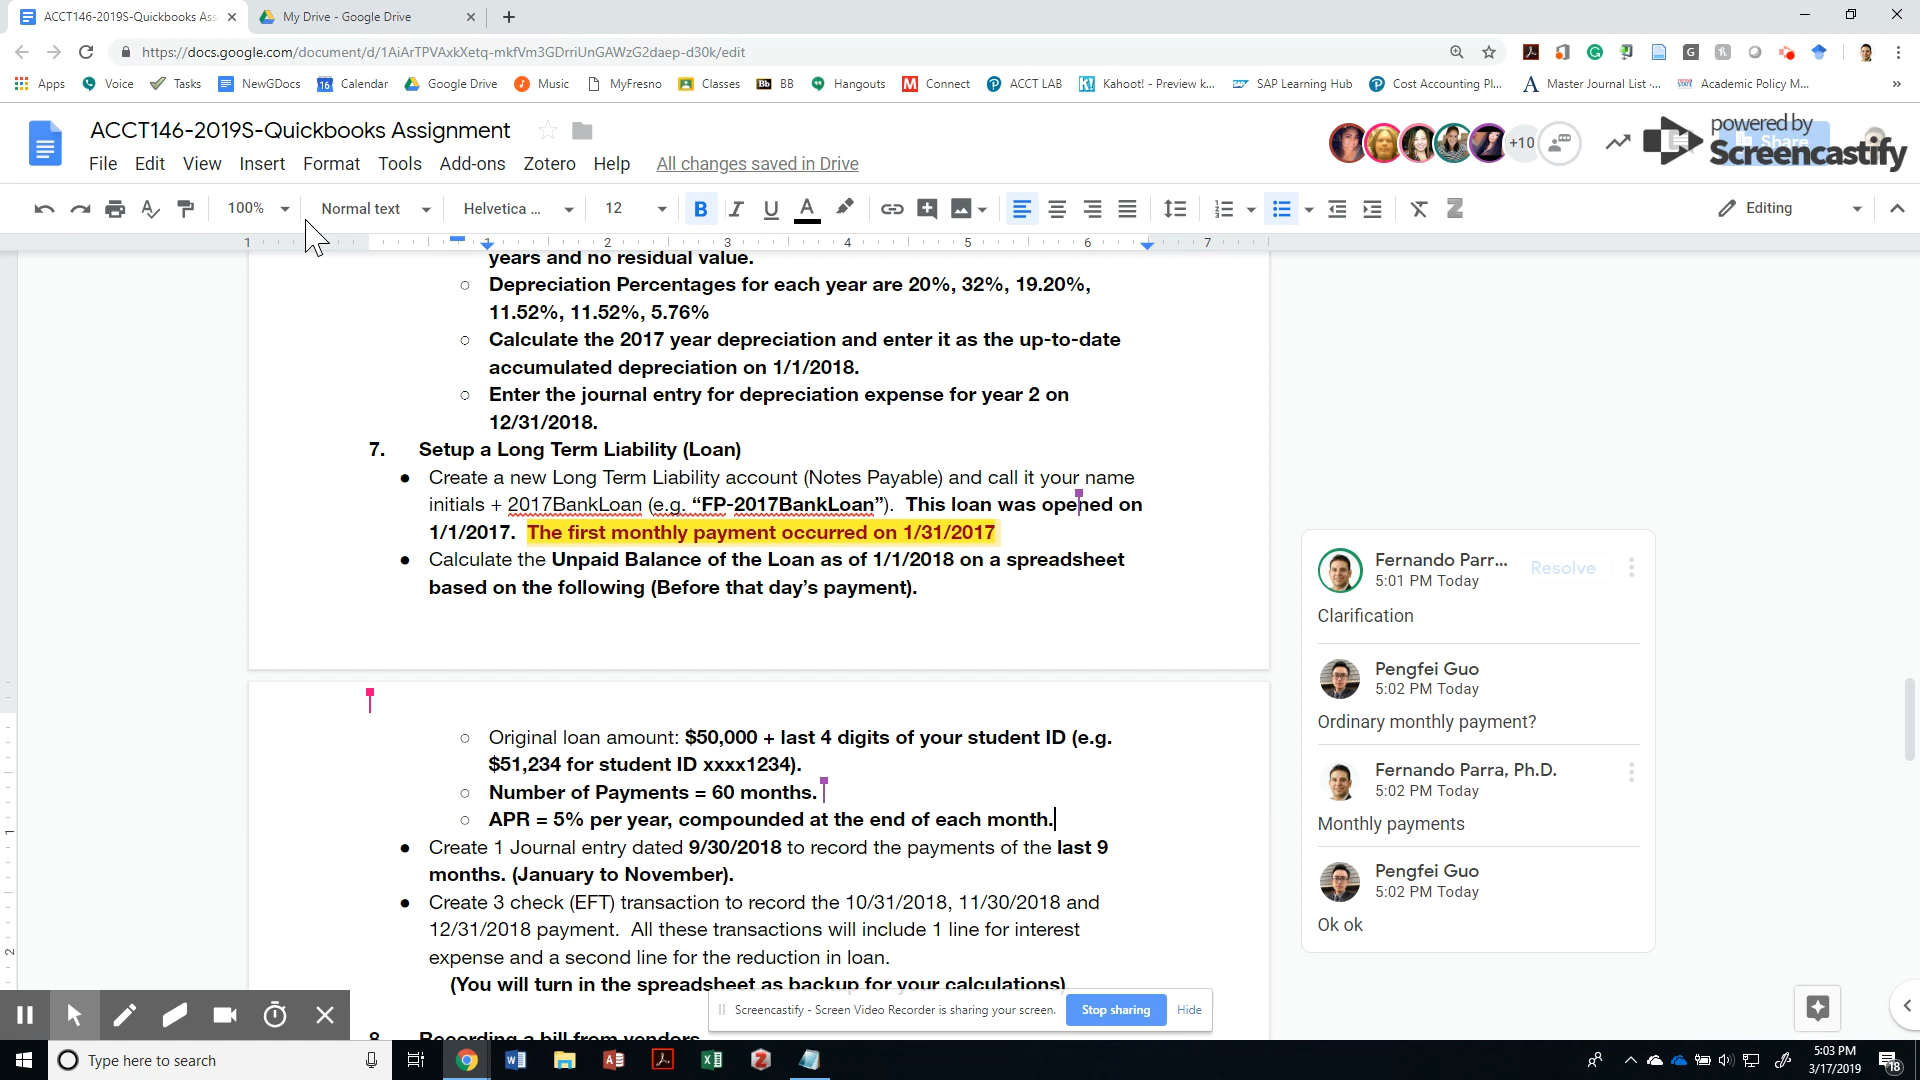 ACCT146-2019S-Quickbooks Ass
My Drive - Google Drive
https://docs.google.com/document/d/1AiArTPVAxkXetq-mkfVm3GDrriUnGAWzG2daep-d30k/edit
Apps Voice Tasks NewGDocs Calendar Google Drive Music MyFresno Classes BB Hangouts Connect ACCT LAB Kahoot! - Preview k... SAP Learning Hub Cost Accounting Pl... Master Journal List -... Academic Policy M... »
ACCT146-2019S-Quickbooks Assignment
File Edit View Insert Format Tools Add-ons Zotero Help All changes saved in Drive
+10
Share
powered by
Screencastify
100% Normal text Helvetica ... 12 B I U A Editing
1 1 2 3 4 5 6 7
years and no residual value.
○ Depreciation Percentages for each year are 20%, 32%, 19.20%,
11.52%, 11.52%, 5.76%
○ Calculate the 2017 year depreciation and enter it as the up-to-date
accumulated depreciation on 1/1/2018.
○ Enter the journal entry for depreciation expense for year 2 on
12/31/2018.
7. Setup a Long Term Liability (Loan)
● Create a new Long Term Liability account (Notes Payable) and call it your name
initials + 2017BankLoan (e.g. “FP-2017BankLoan”). This loan was opened on
1/1/2017. The first monthly payment occurred on 1/31/2017
● Calculate the Unpaid Balance of the Loan as of 1/1/2018 on a spreadsheet
based on the following (Before that day’s payment).
○ Original loan amount: $50,000 + last 4 digits of your student ID (e.g.
$51,234 for student ID xxxx1234).
○ Number of Payments = 60 months.
○ APR = 5% per year, compounded at the end of each month.
● Create 1 Journal entry dated 9/30/2018 to record the payments of the last 9
months. (January to November).
● Create 3 check (EFT) transaction to record the 10/31/2018, 11/30/2018 and
12/31/2018 payment. All these transactions will include 1 line for interest
expense and a second line for the reduction in loan.
(You will turn in the spreadsheet as backup for your calculations)
8. Recording a bill from vendors
Fernando Parr...
5:01 PM Today
Resolve
Clarification
Pengfei Guo
5:02 PM Today
Ordinary monthly payment?
Fernando Parra, Ph.D.
5:02 PM Today
Monthly payments
Pengfei Guo
5:02 PM Today
Ok ok
1
2
Screencastify - Screen Video Recorder is sharing your screen. Stop sharing Hide
Type here to search
5:03 PM
3/17/2019
18